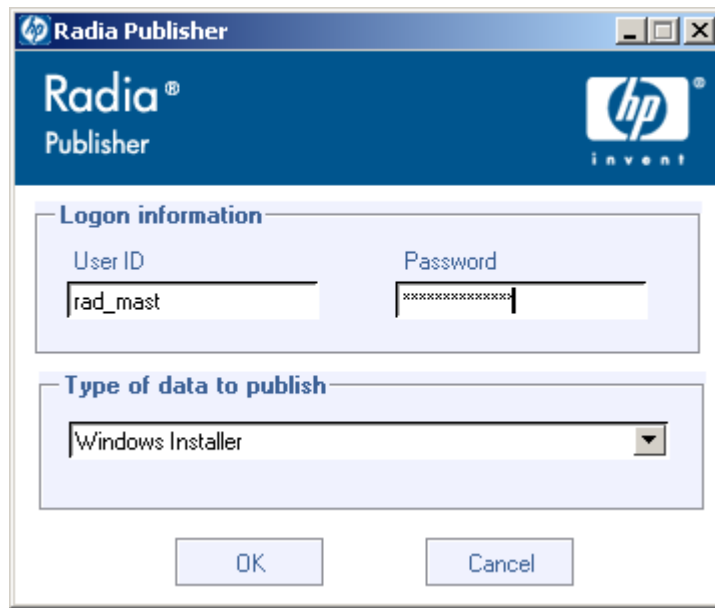 Radia Publisher
Radia®
Publisher
hp ®
invent
Logon information
User ID Password
rad_mast **************
Type of data to publish
Windows Installer
OK Cancel